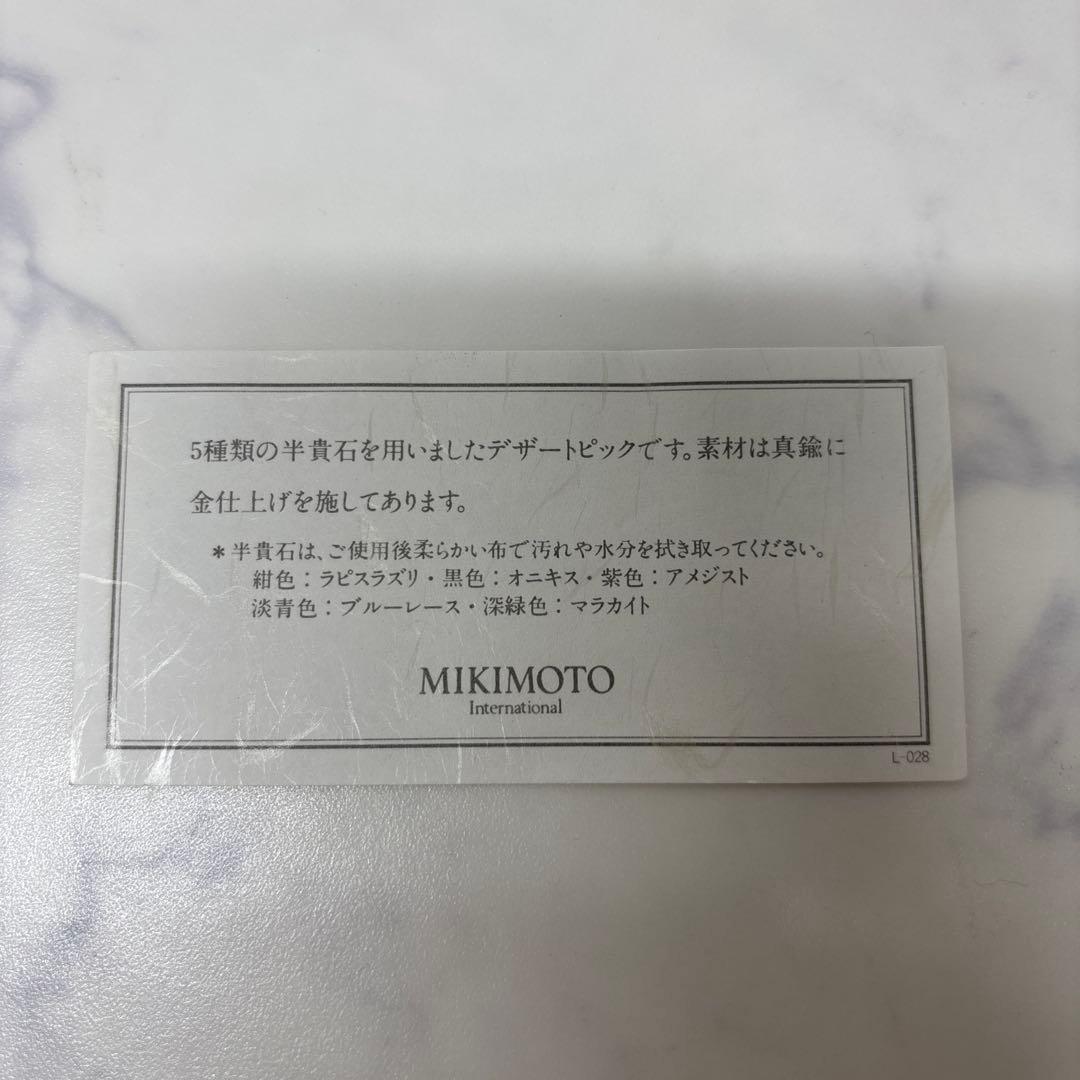 5種類の半貴石を用いましたデザートピックです。素材は真鍮に
金仕上げを施してあります。
＊半貴石は、ご使用後柔らかい布で汚れや水分を拭き取ってください。
紺色：ラピスラズリ・黒色：オニキス・紫色：アメジスト
淡青色：ブルーレース・深緑色：マラカイト
MIKIMOTO
International
L-028